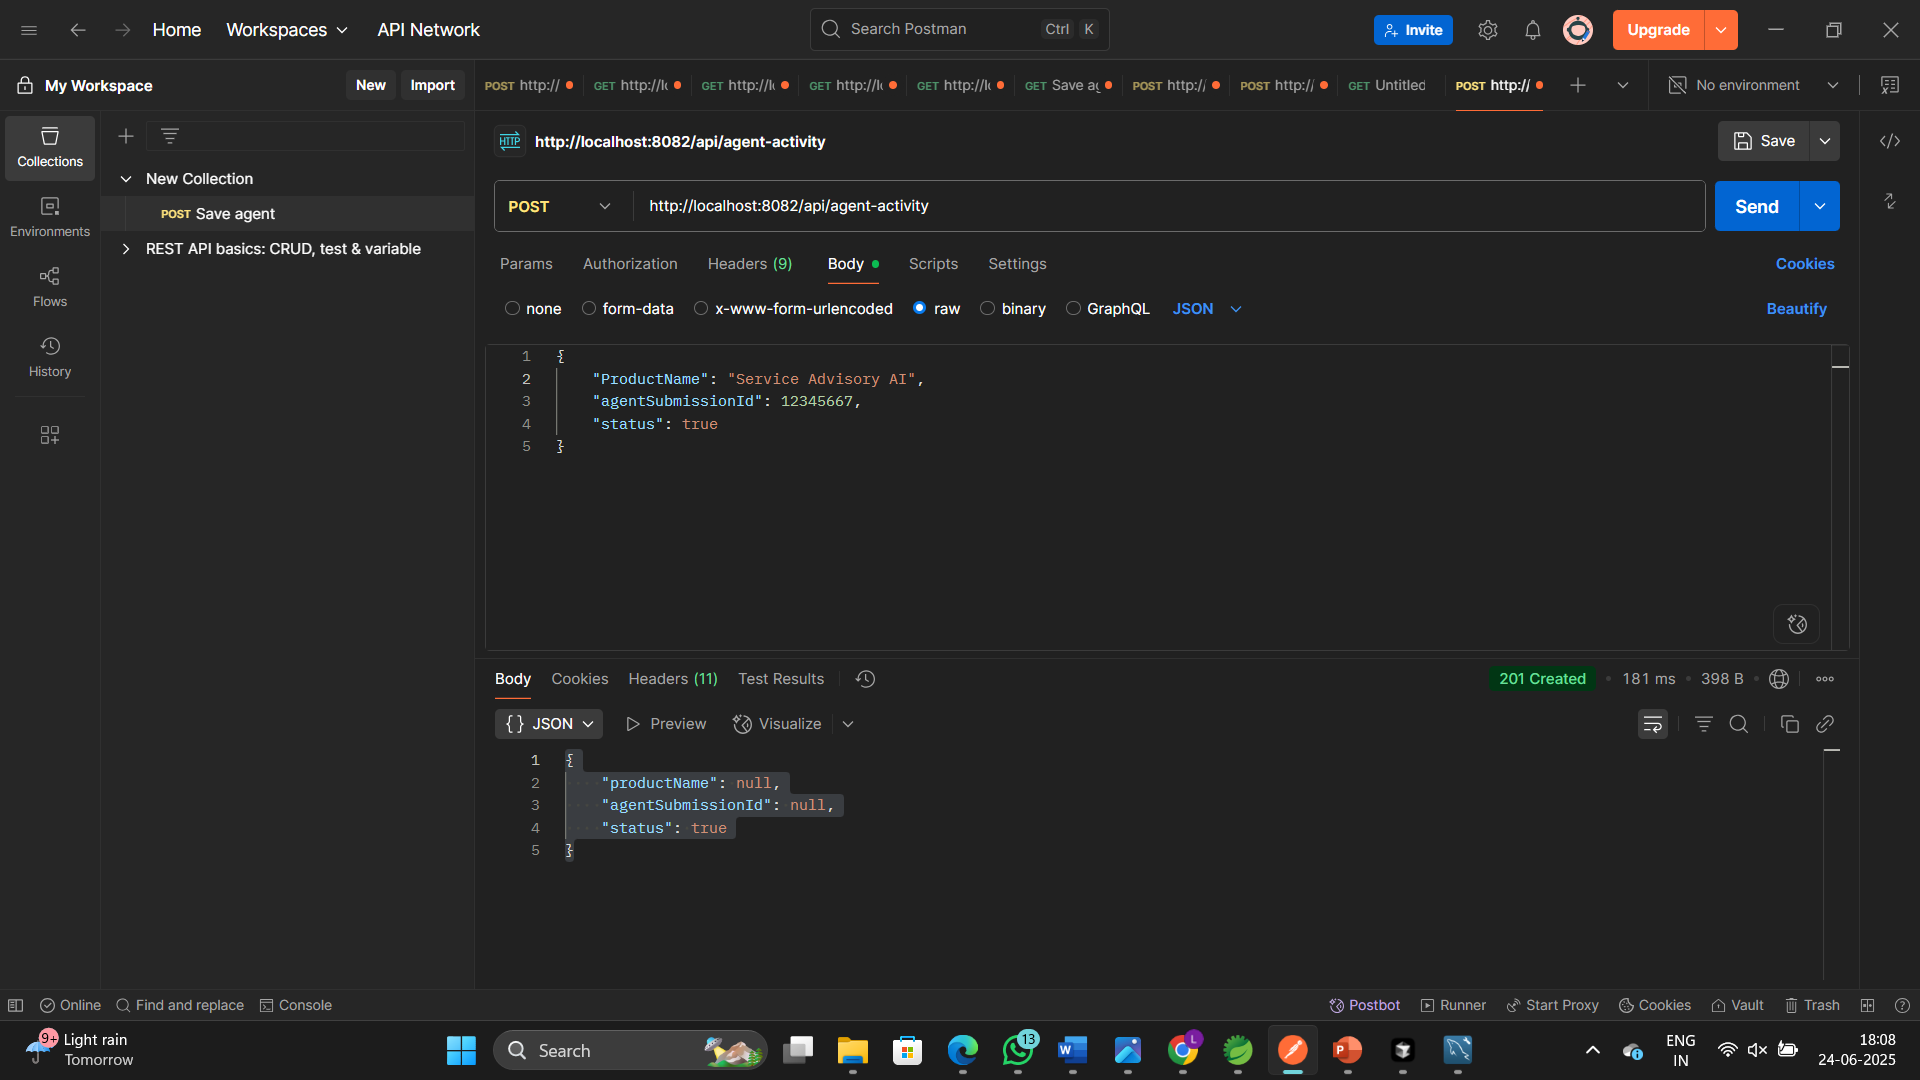 Home
Workspaces
API Network
Search Postman
Ctrl K
Invite
Upgrade
My Workspace
New
Import
POST http://
GET http://lo
GET http://lo
GET http://lo
GET http://lo
GET Save ag
POST http:/
POST http:/
GET Untitled
POST http://
No environment
Collections
Environments
Flows
History
New Collection
POST Save agent
REST API basics: CRUD, test & variable
HTTP http://localhost:8082/api/agent-activity
Save
POST http://localhost:8082/api/agent-activity
Send
Params Authorization Headers (9) Body Scripts Settings
Cookies
none form-data x-www-form-urlencoded raw binary GraphQL JSON
Beautify
1 {
2 "ProductName": "Service Advisory AI",
3 "agentSubmissionId": 12345667,
4 "status": true
5 }
Body Cookies Headers (11) Test Results
201 Created • 181 ms • 398 B
{} JSON Preview Visualize
1 {
2 "productName": null,
3 "agentSubmissionId": null,
4 "status": true
5 }
Online Find and replace Console
Postbot Runner Start Proxy Cookies Vault Trash
9+ Light rain
Tomorrow
Search
13
W
L
P
ENG
IN
18:08
24-06-2025